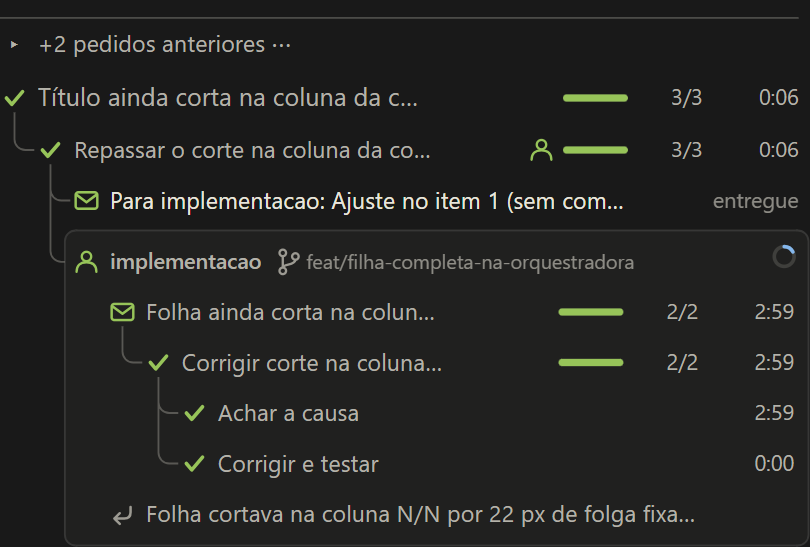 +2 pedidos anteriores ···
Título ainda corta na coluna da c... 3/3 0:06
Repassar o corte na coluna da co... 3/3 0:06
Para implementacao: Ajuste no item 1 (sem com... entregue
implementacao feat/filha-completa-na-orquestradora
Folha ainda corta na colun... 2/2 2:59
Corrigir corte na coluna... 2/2 2:59
Achar a causa 2:59
Corrigir e testar 0:00
Folha cortava na coluna N/N por 22 px de folga fixa...